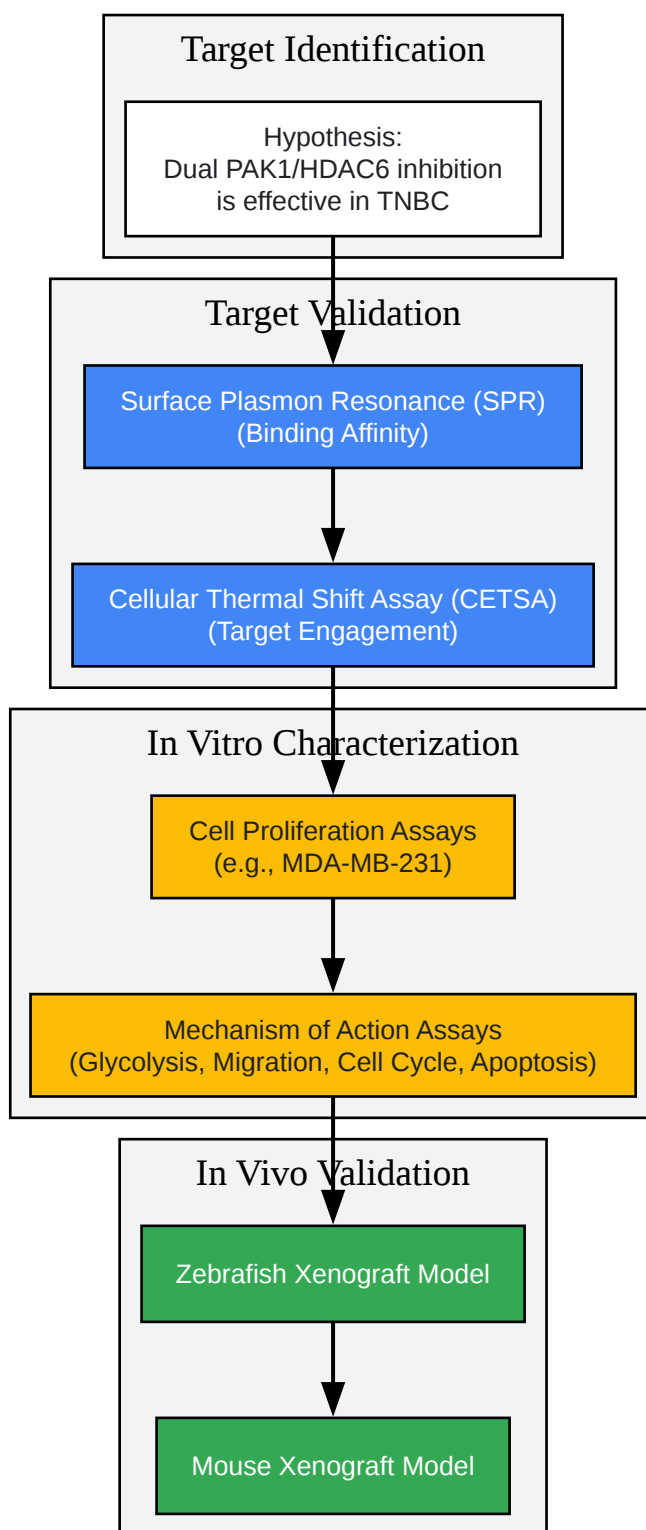 Target Identification
Hypothesis:
Dual PAK1/HDAC6 inhibition
is effective in TNBC
Target Validation
Surface Plasmon Resonance (SPR)
(Binding Affinity)
Cellular Thermal Shift Assay (CETSA)
(Target Engagement)
In Vitro Characterization
Cell Proliferation Assays
(e.g., MDA-MB-231)
Mechanism of Action Assays
(Glycolysis, Migration, Cell Cycle, Apoptosis)
In Vivo Validation
Zebrafish Xenograft Model
Mouse Xenograft Model